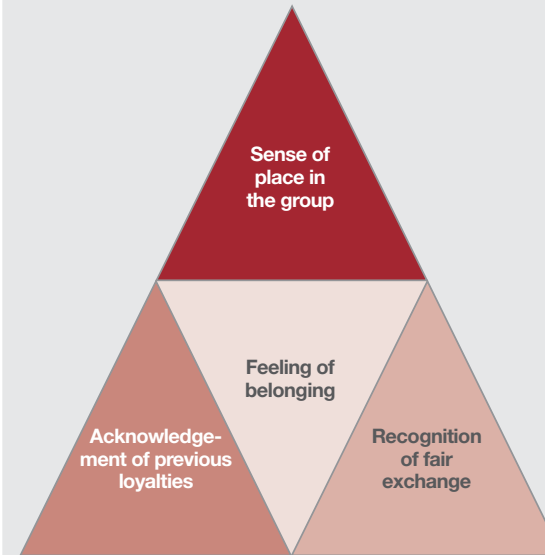 Sense of
place in
the group
Feeling of
belonging
Acknowledge-
ment of previous
loyalties
Recognition
of fair
exchange